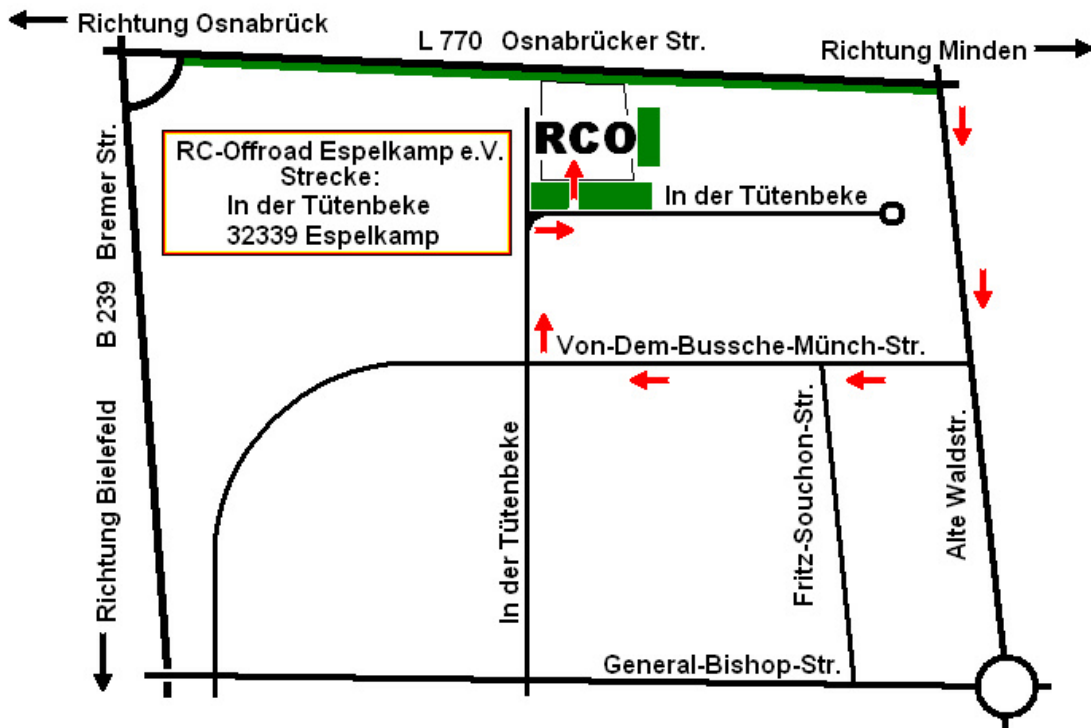 Richtung Osnabrück
L 770 Osnabrücker Str.
Richtung Minden
B 239 Bremer Str.
RC-Offroad Espelkamp e.V.
Strecke:
In der Tütenbeke
32339 Espelkamp
RCO
In der Tütenbeke
Von-Dem-Bussche-Münch-Str.
Richtung Bielefeld
In der Tütenbeke
Fritz-Souchon-Str.
Alte Waldstr.
General-Bishop-Str.